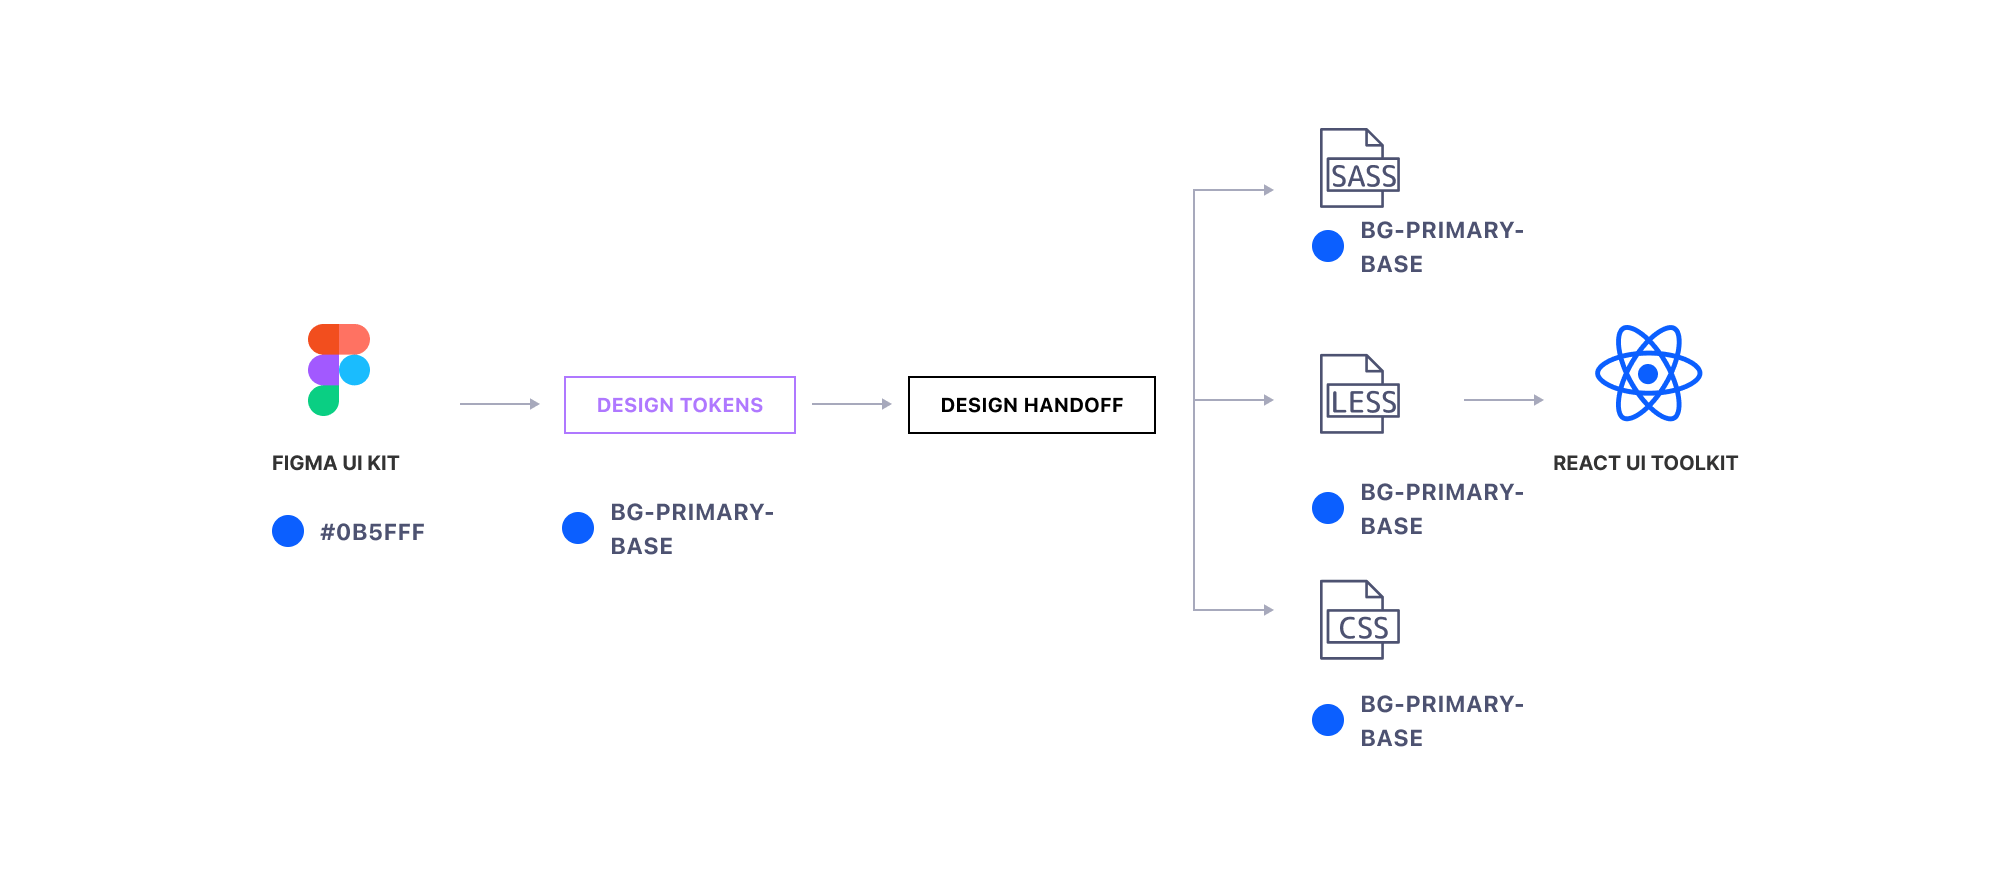 FIGMA UI KIT
#0B5FFF
DESIGN TOKENS
BG-PRIMARY-
BASE
DESIGN HANDOFF
SASS
BG-PRIMARY-
BASE
LESS
BG-PRIMARY-
BASE
CSS
BG-PRIMARY-
BASE
REACT UI TOOLKIT